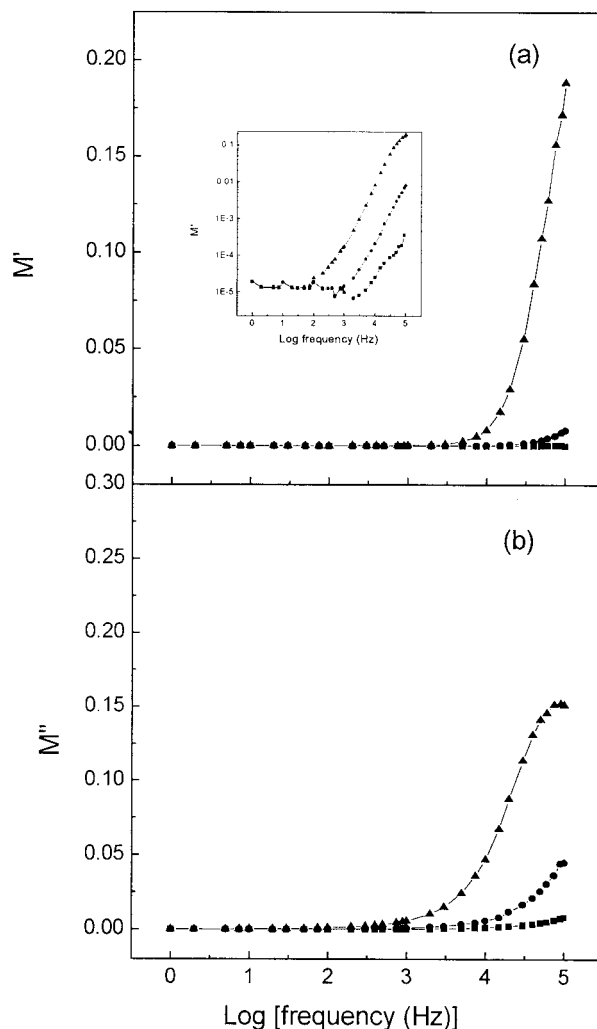 (a)
0.20
0.15
0.10
0.05
0.00
M'
0.1
0.01
1E-3
1E-4
1E-5
M'
0 1 2 3 4 5
Log frequency (Hz)
(b)
0.30
0.25
0.20
0.15
0.10
0.05
0.00
M"
0 1 2 3 4 5
Log [frequency (Hz)]